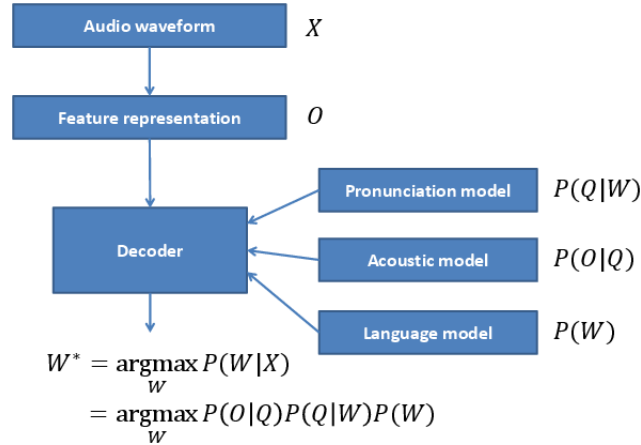 Audio waveform X
Feature representation O
Pronunciation model P(Q|W)
Decoder
Acoustic model P(O|Q)
Language model P(W)
W* = argmax P(W|X)
W
= argmax P(O|Q)P(Q|W)P(W)
W